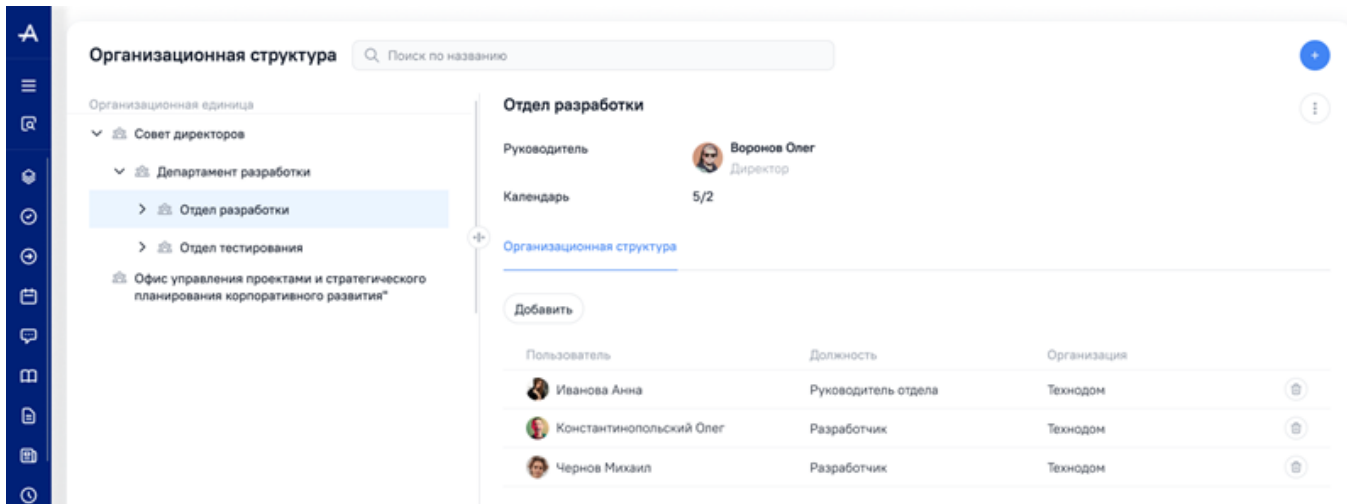 Организационная структура
Поиск по названию
Организационная единица
Совет директоров
Департамент разработки
Отдел разработки
Отдел тестирования
Офис управления проектами и стратегического
планирования корпоративного развития"
Отдел разработки
Руководитель
Воронов Олег
Директор
Календарь
5/2
Организационная структура
Добавить
Пользователь Должность Организация
Иванова Анна Руководитель отдела Технодом
Константинопольский Олег Разработчик Технодом
Чернов Михаил Разработчик Технодом